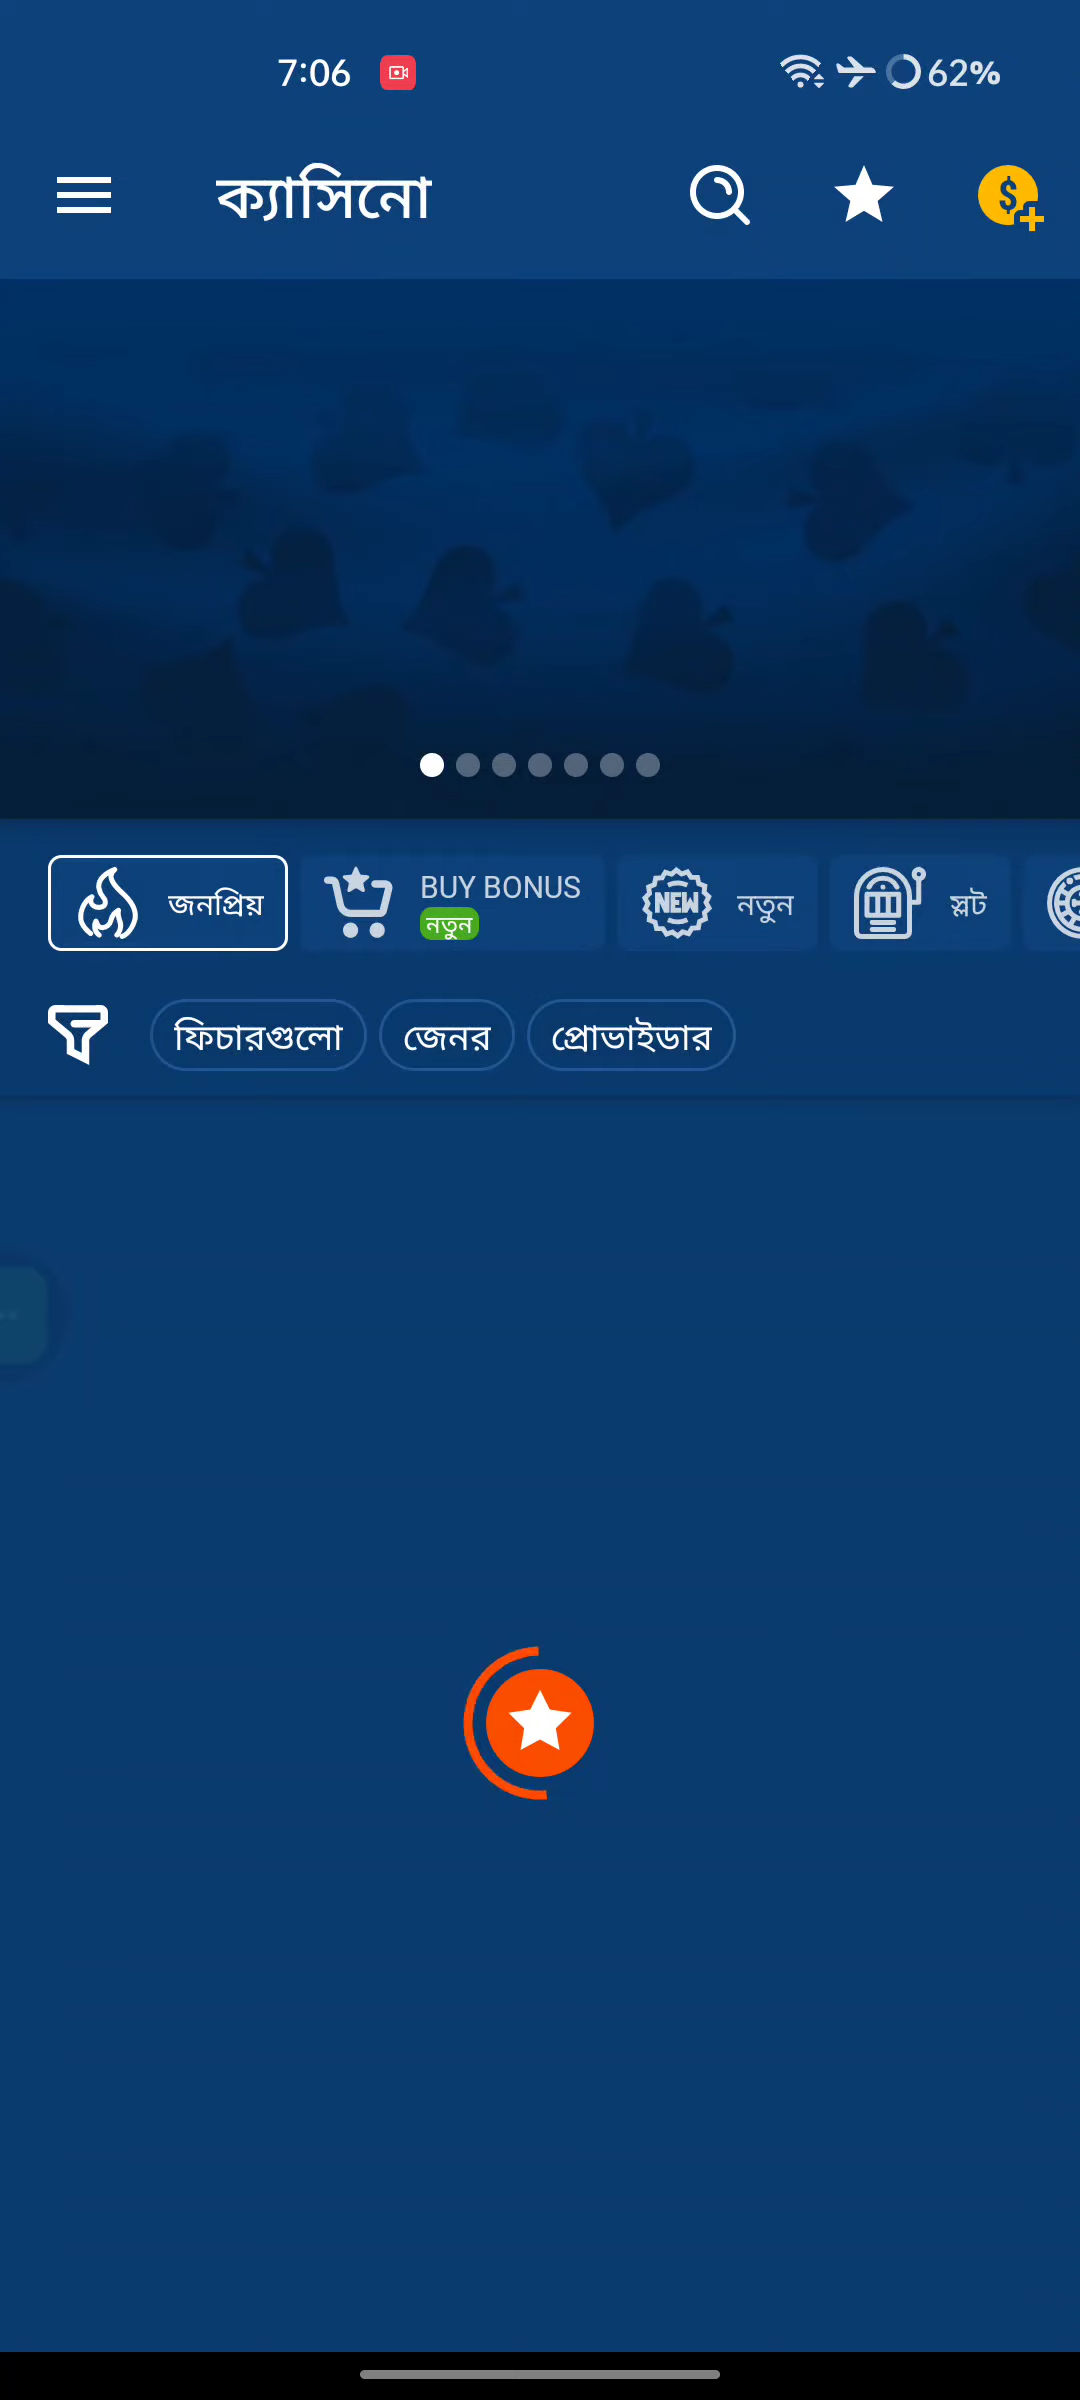 7:06
62%
ক্যাসিনো
জনপ্রিয়
BUY BONUS
নতুন
NEW
নতুন
স্লট
ফিচারগুলো
জেনর
প্রোভাইডার